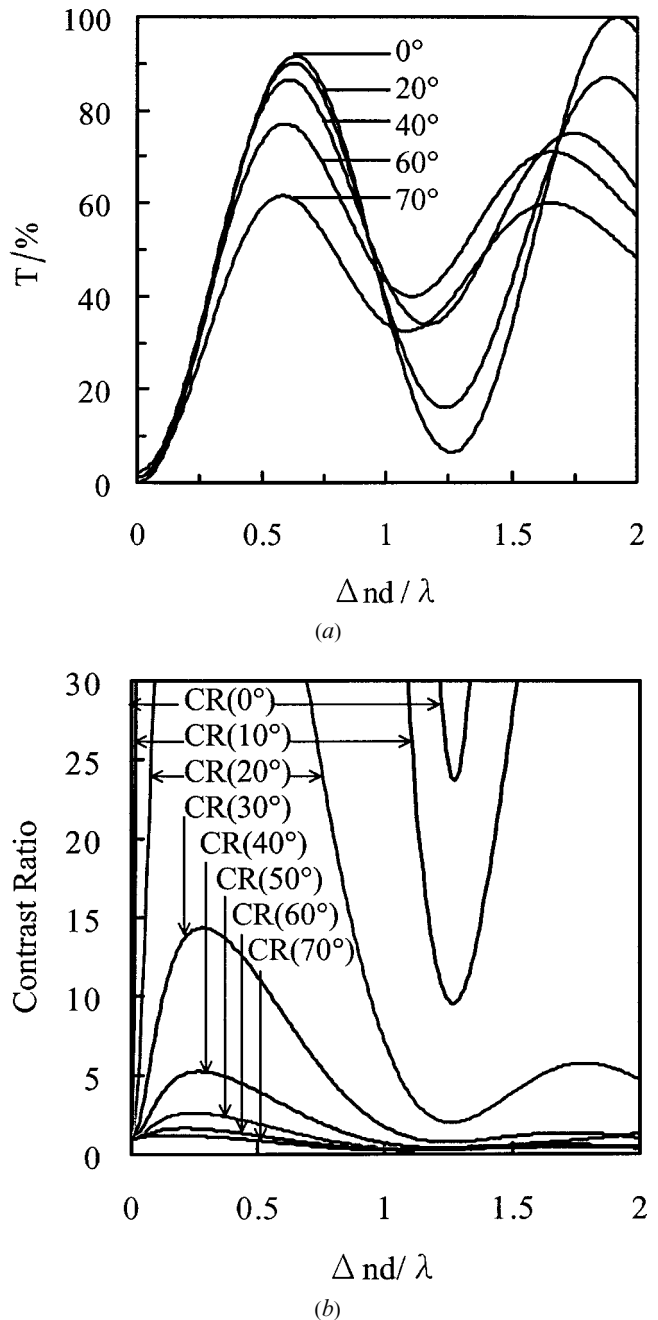 100
80
60
40
20
0
T /%
0°
20°
40°
60°
70°
0 0.5 1 1.5 2
Δ nd / λ
(a)
30
25
20
15
10
5
0
Contrast Ratio
CR(0°)
CR(10°)
CR(20°)
CR(30°)
CR(40°)
CR(50°)
CR(60°)
CR(70°)
0 0.5 1 1.5 2
Δ nd/ λ
(b)